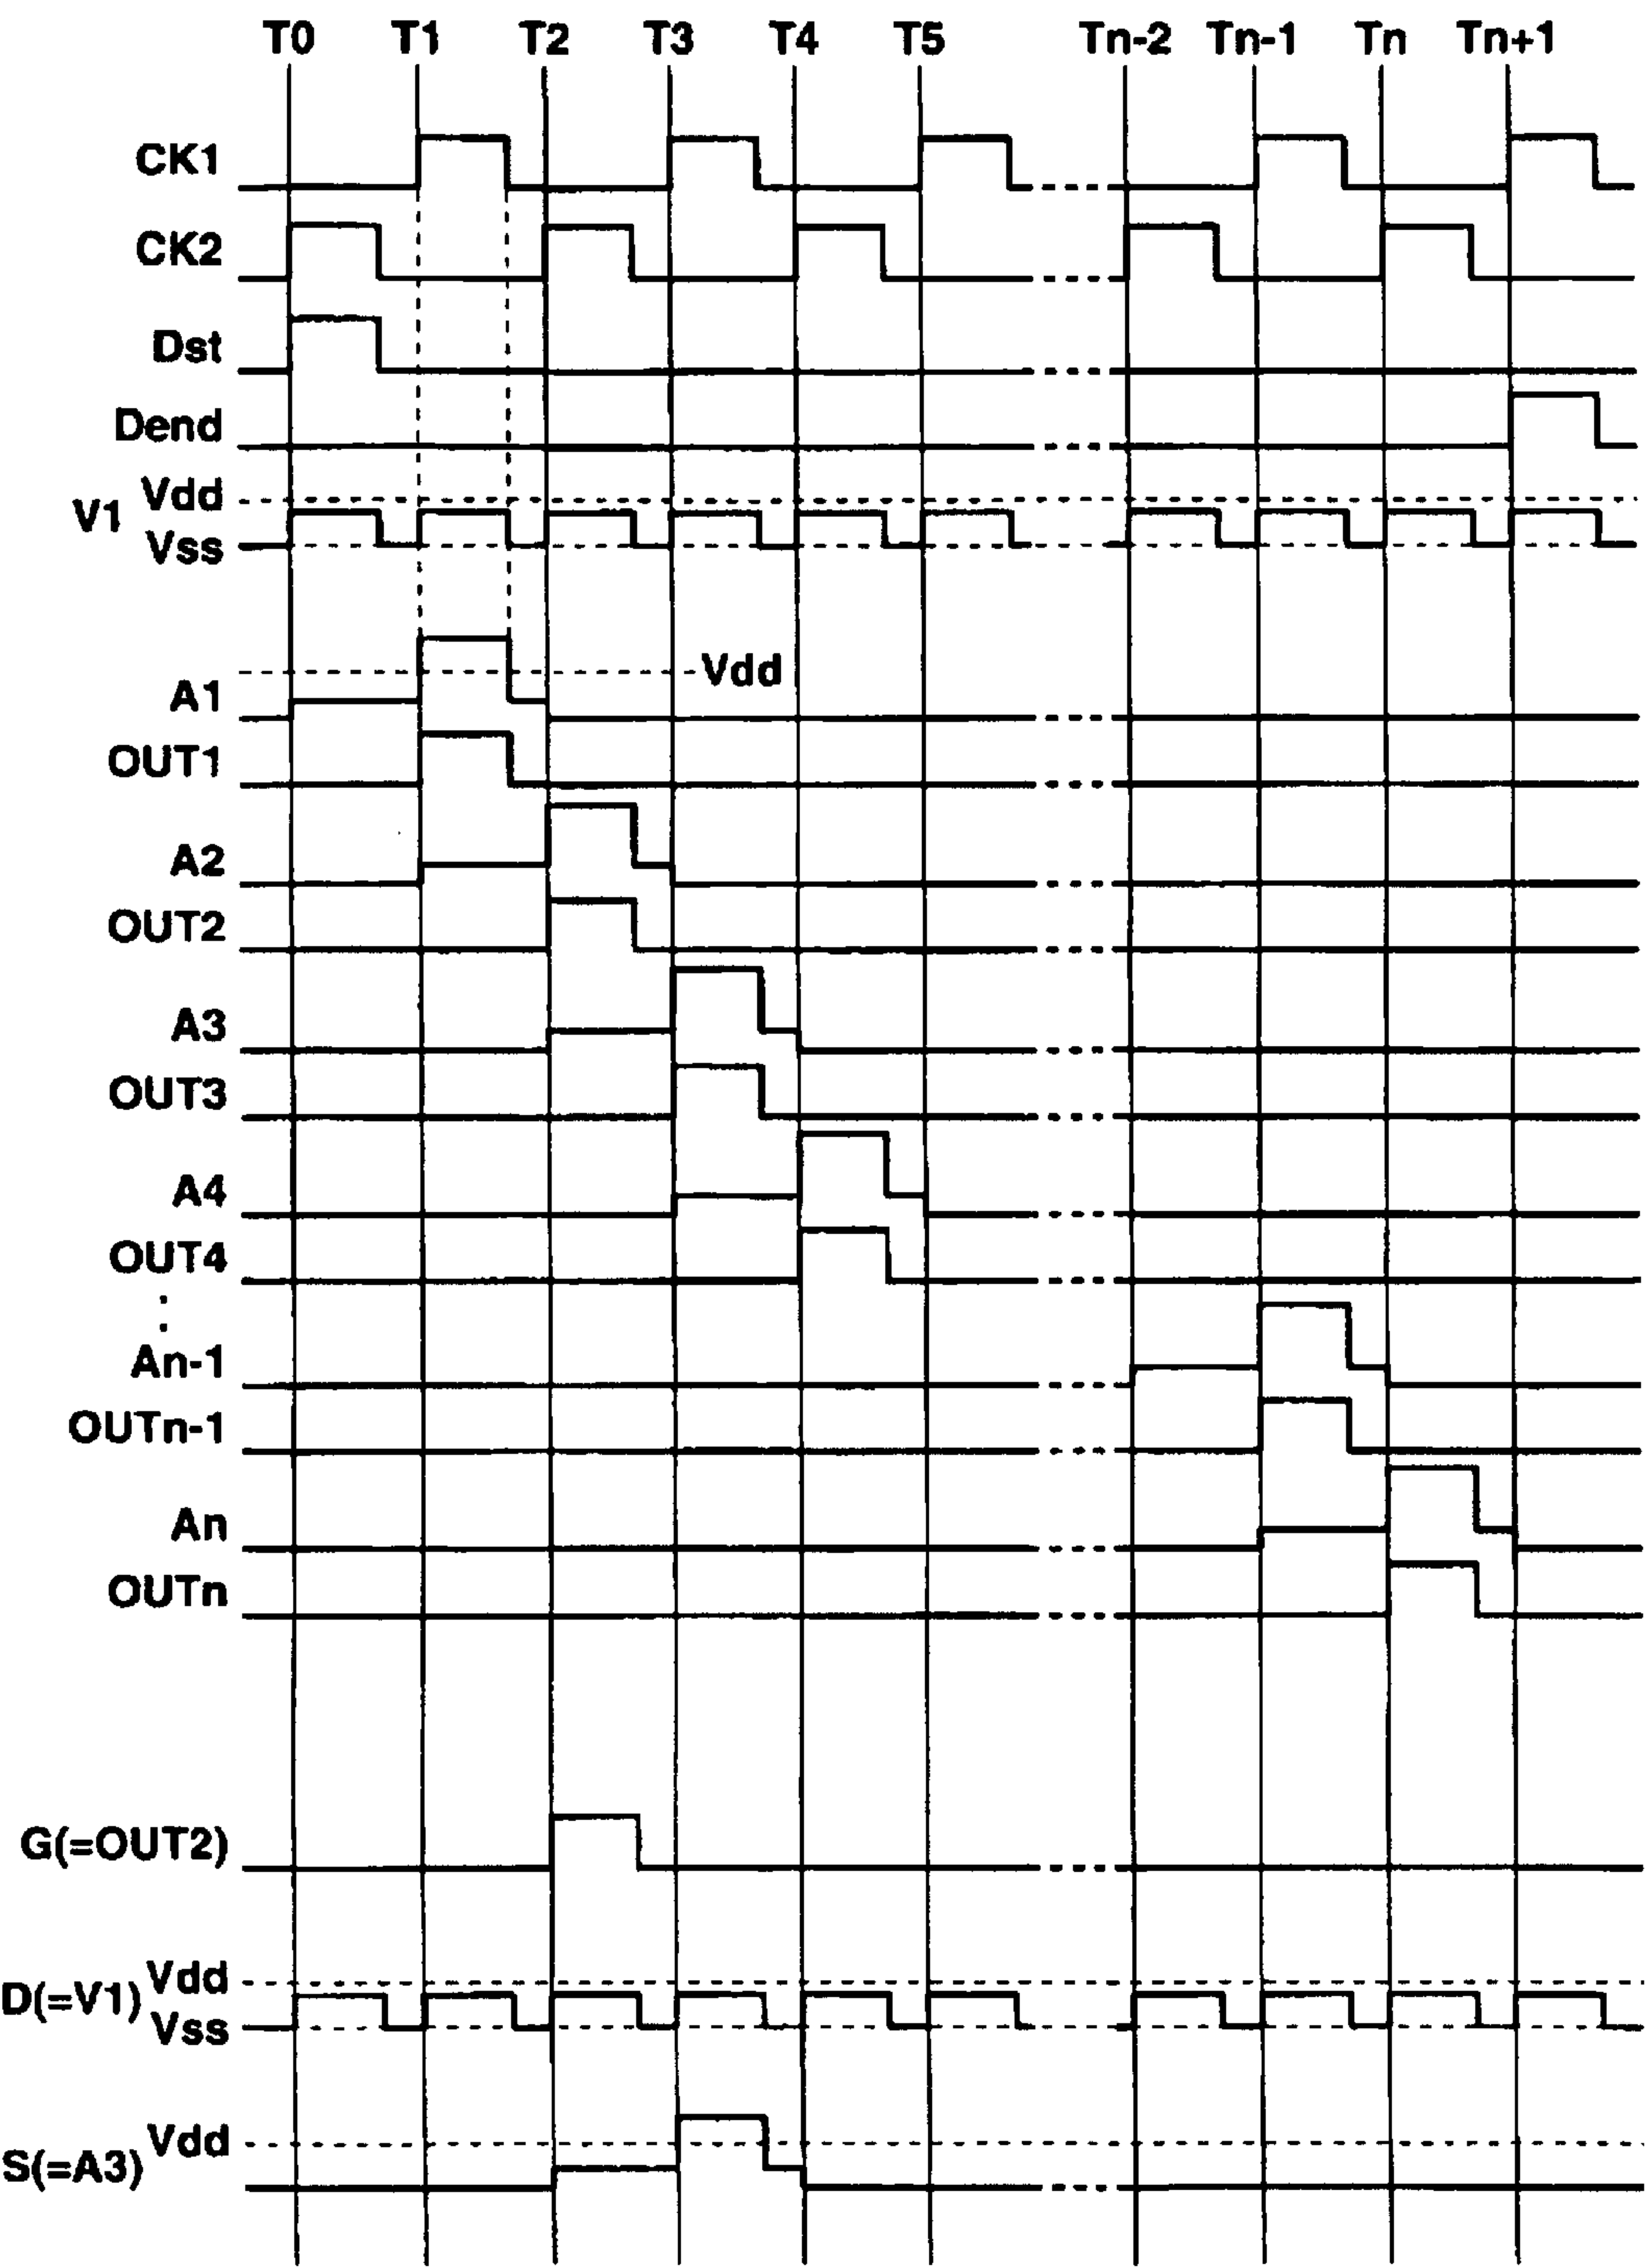 T0 T1 T2 T3 T4 T5 Tn-2 Tn-1 Tn Tn+1
CK1
CK2
Dst
Dend
V1 Vdd
Vss
Vdd
A1
OUT1
A2
OUT2
A3
OUT3
A4
OUT4
:
An-1
OUTn-1
An
OUTn
G(=OUT2)
D(=V1) Vdd
Vss
Vdd
S(=A3)